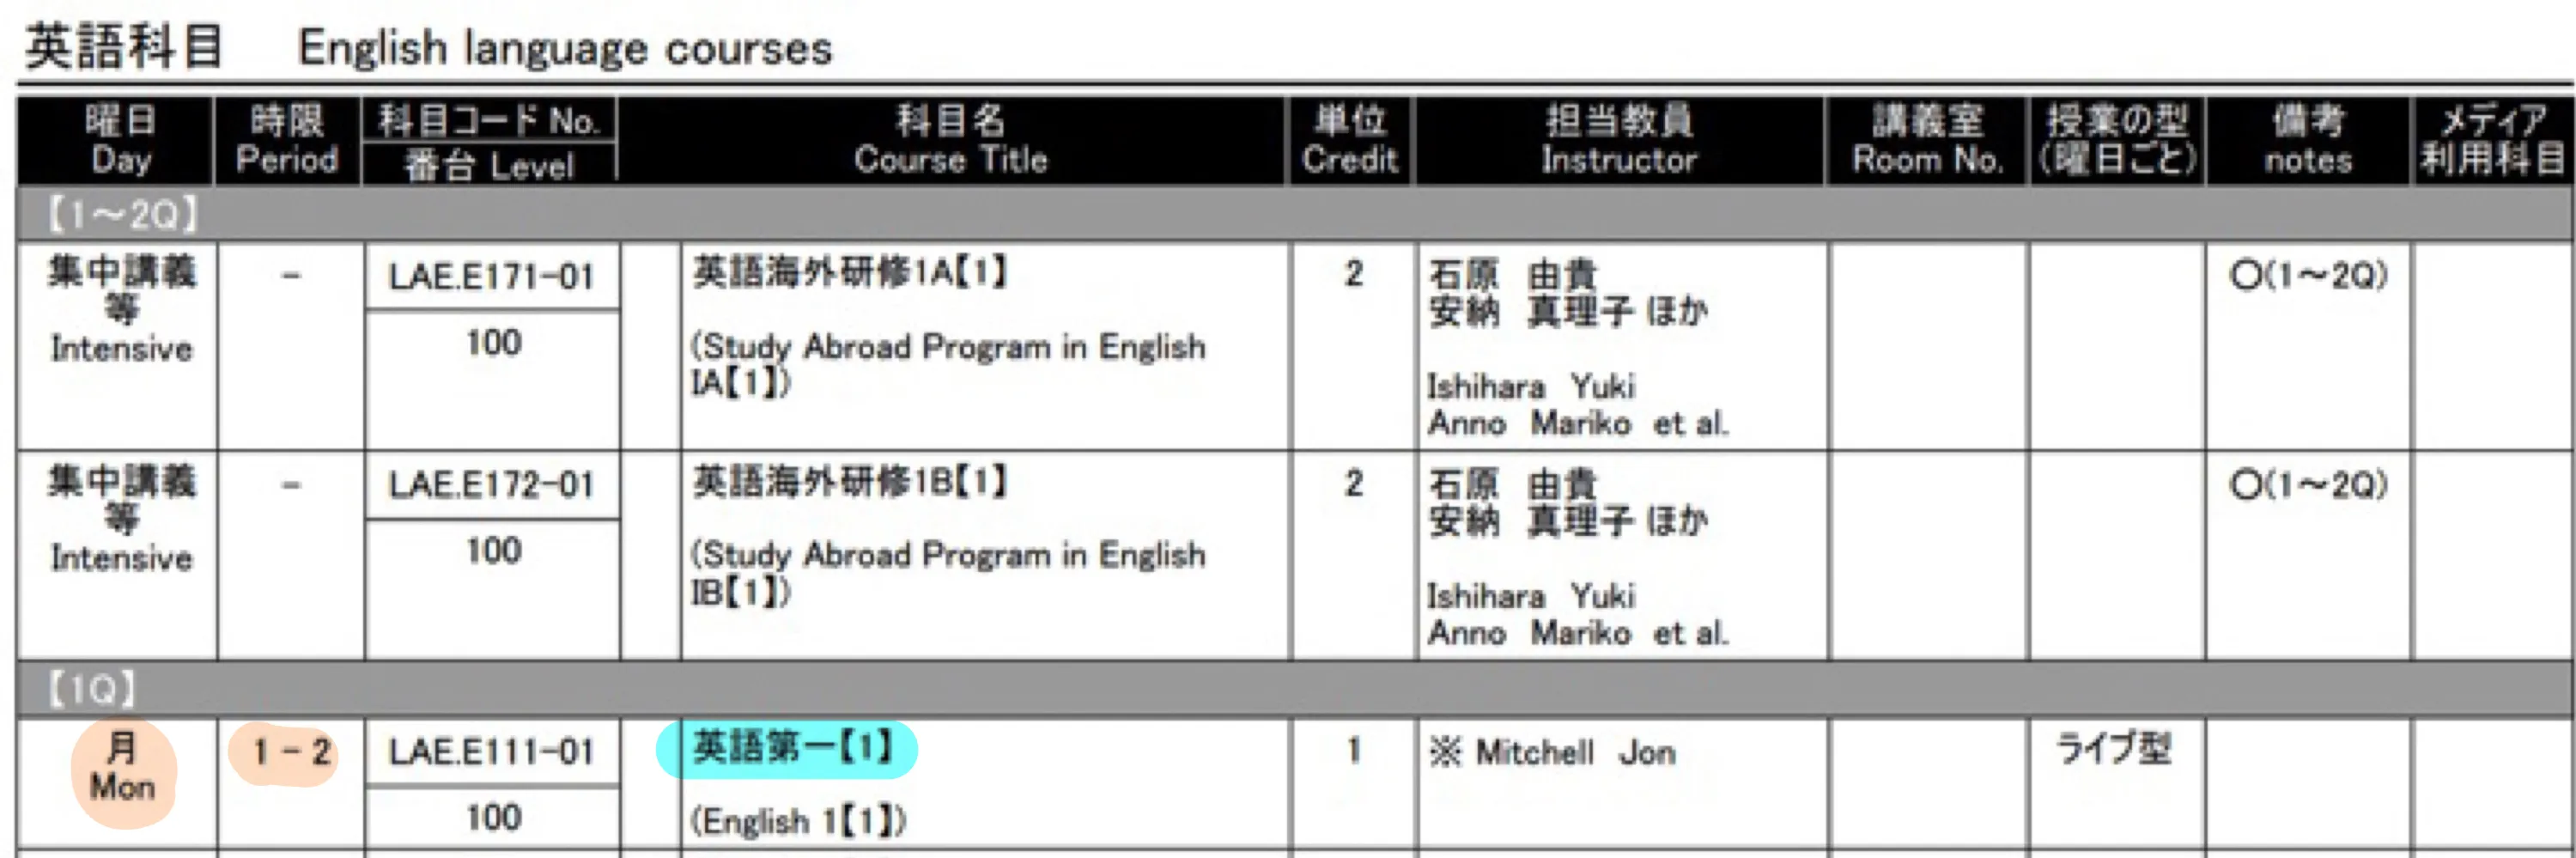 英語科目 English language courses
曜日 時限 科目コード No. 科目名 単位 担当教員 講義室 授業の型 備考 メディア
Day Period 番台 Level Course Title Credit Instructor Room No. (曜日ごと) notes 利用科目
【1～2Q】
集中講義 － LAE.E171-01 英語海外研修1A【1】 2 石原 由貴 ○(1～2Q)
等 安納 真理子 ほか
Intensive 100 (Study Abroad Program in English
IA【1】) Ishihara Yuki
Anno Mariko et al.
集中講義 － LAE.E172-01 英語海外研修1B【1】 2 石原 由貴 ○(1～2Q)
等 安納 真理子 ほか
Intensive 100 (Study Abroad Program in English
IB【1】) Ishihara Yuki
Anno Mariko et al.
【1Q】
月 1－2 LAE.E111-01 英語第一【1】 1 ※ Mitchell Jon ライブ型
Mon
100 (English 1【1】)